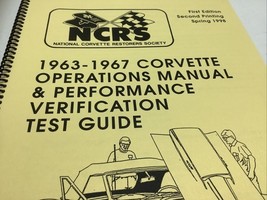 First Edition
Second Printing
Spring 1996
NCRS
NATIONAL CORVETTE RESTORERS SOCIETY
1963-1967 CORVETTE
OPERATIONS MANUAL
& PERFORMANCE
VERIFICATION
TEST GUIDE